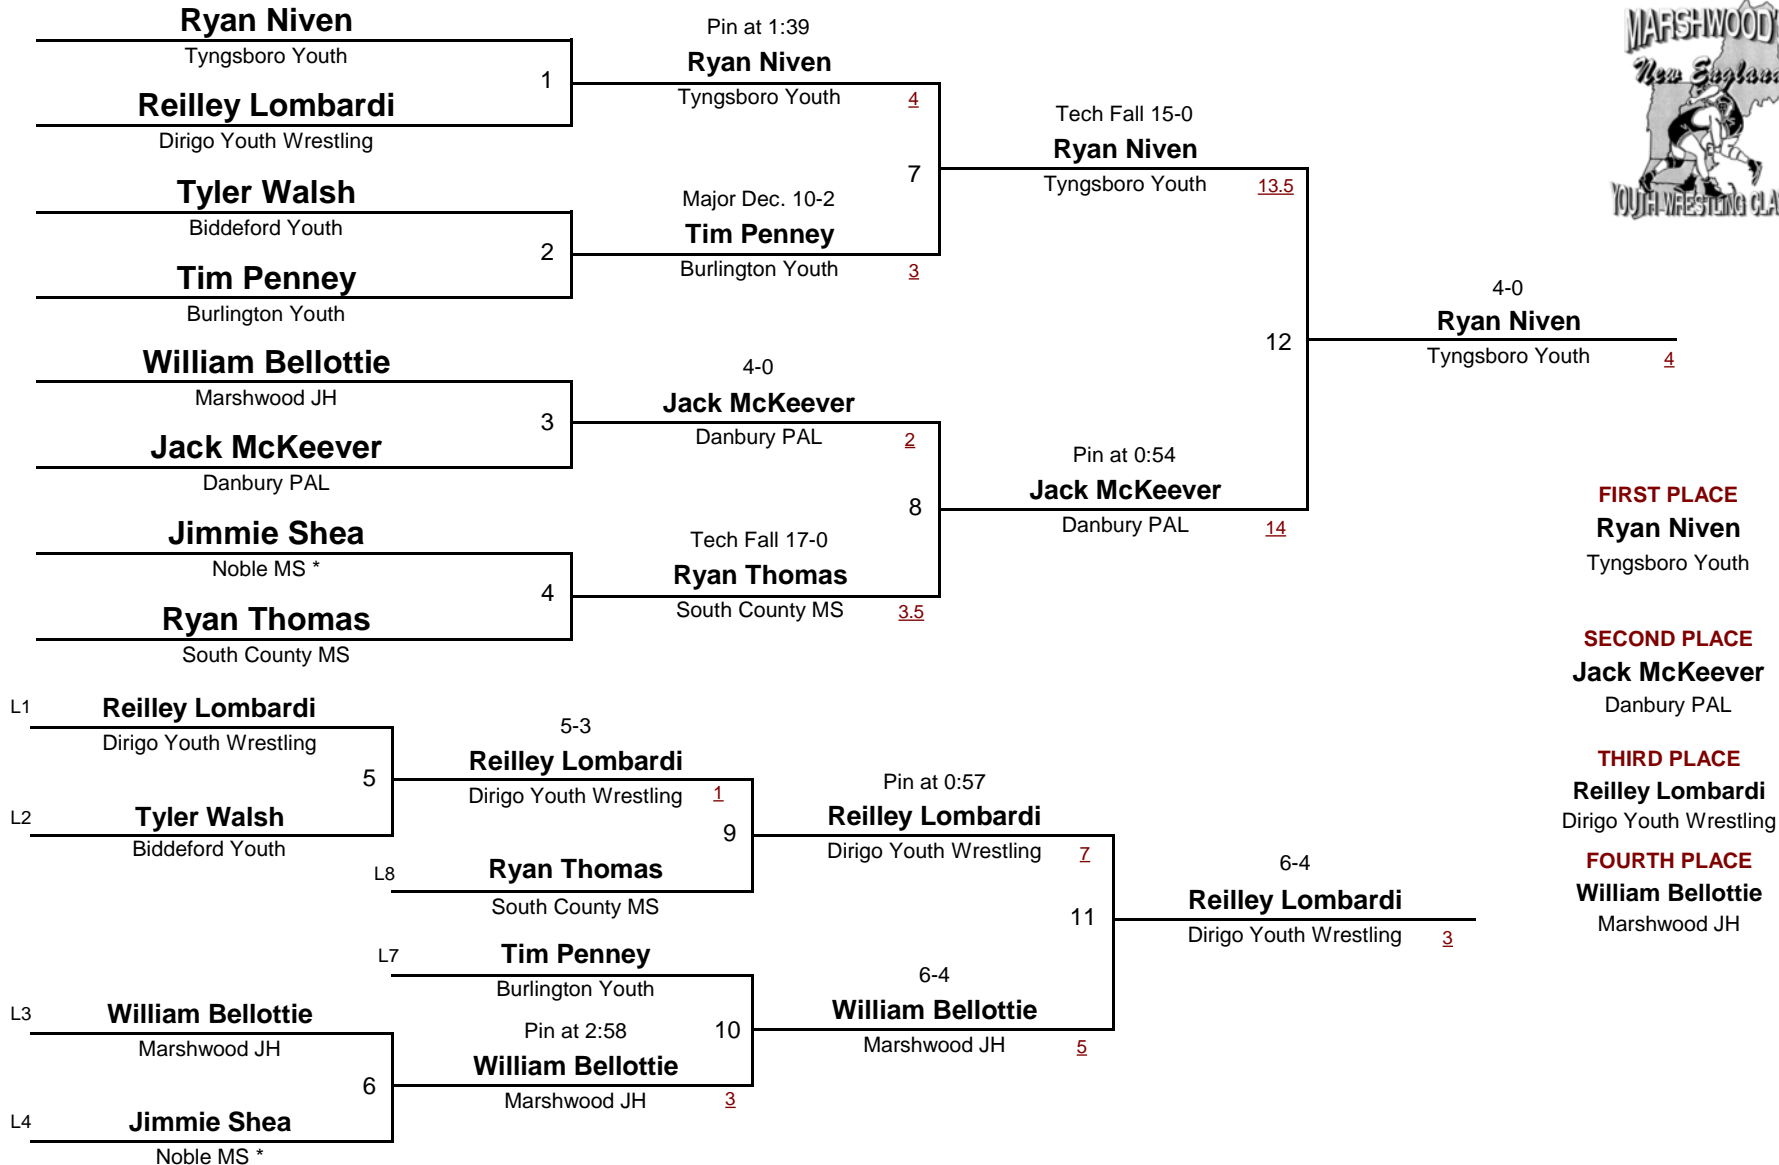 Ryan Niven
Tyngsboro Youth
1
Reilley Lombardi
Dirigo Youth Wrestling
Tyler Walsh
Biddeford Youth
2
Tim Penney
Burlington Youth
William Bellottie
Marshwood JH
3
Jack McKeever
Danbury PAL
Jimmie Shea
Noble MS *
4
Ryan Thomas
South County MS
Pin at 1:39
Ryan Niven
Tyngsboro Youth 4
7
Major Dec. 10-2
Tim Penney
Burlington Youth 3
4-0
Jack McKeever
Danbury PAL 2
8
Tech Fall 17-0
Ryan Thomas
South County MS 3.5
Tech Fall 15-0
Ryan Niven
Tyngsboro Youth 13.5
12
Pin at 0:54
Jack McKeever
Danbury PAL 14
4-0
Ryan Niven
Tyngsboro Youth 4
MARSHWOOD'
New England
YOUTH WRESTLING CLA
L1 Reilley Lombardi
Dirigo Youth Wrestling
5
L2 Tyler Walsh
Biddeford Youth
5-3
Reilley Lombardi
Dirigo Youth Wrestling 1
9
L8 Ryan Thomas
South County MS
L7 Tim Penney
Burlington Youth
10
L3 William Bellottie
Marshwood JH
6
L4 Jimmie Shea
Noble MS *
Pin at 2:58
William Bellottie
Marshwood JH 3
Pin at 0:57
Reilley Lombardi
Dirigo Youth Wrestling 7
11
6-4
William Bellottie
Marshwood JH 5
6-4
Reilley Lombardi
Dirigo Youth Wrestling 3
FIRST PLACE
Ryan Niven
Tyngsboro Youth
SECOND PLACE
Jack McKeever
Danbury PAL
THIRD PLACE
Reilley Lombardi
Dirigo Youth Wrestling
FOURTH PLACE
William Bellottie
Marshwood JH